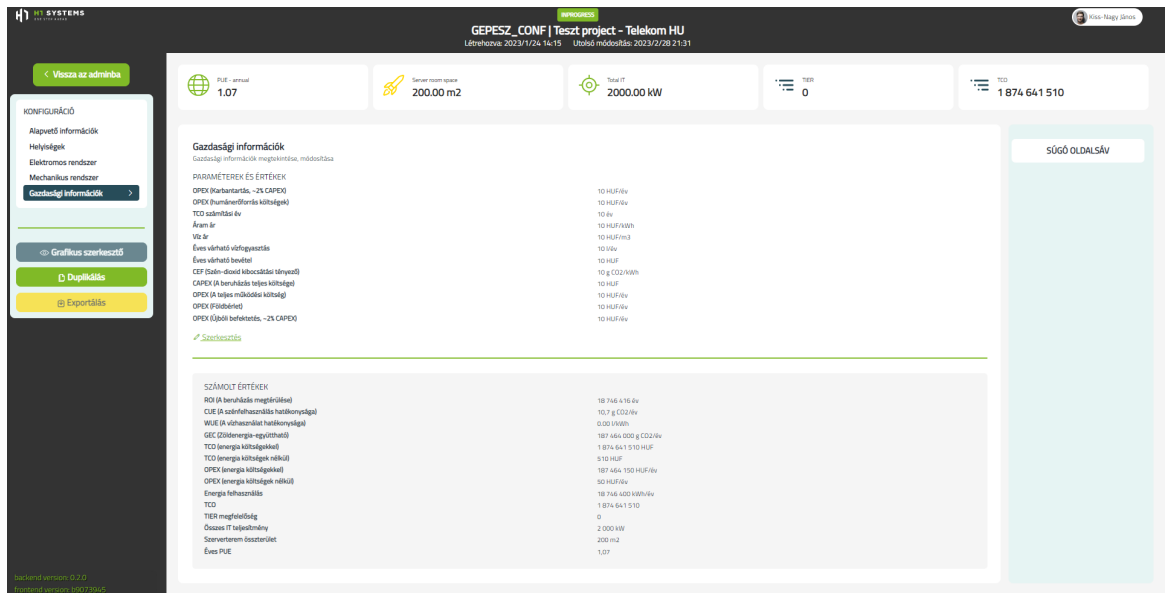 H1 SYSTEMS
INPROGRESS
GEPESZ_CONF | Teszt project - Telekom HU
Létrehozva: 2023/1/24 14:15 Utolsó módosítás: 2023/2/28 21:31
Kiss-Nagy János
Vissza az adminba
KONFIGURÁCIÓ
Alapvető információk
Helyiségek
Elektromos rendszer
Mechanikus rendszer
Gazdasági információk
Grafikus szerkesztő
Duplikálás
Exportálás
backend version: 0.2.0
frontend version: b9073945
PUE - annual
1.07
Server room space
200.00 m2
Total IT
2000.00 kW
TIER
0
TCO
1 874 641 510
Gazdasági információk
Gazdasági információk megtekintése, módosítása
PARAMÉTEREK ÉS ÉRTÉKEK
OPEX (Karbantartás, ~2% CAPEX) 10 HUF/év
OPEX (humánerőforrás költségek) 10 HUF/év
TCO számítási év 10 év
Áram ár 10 HUF/kWh
Víz ár 10 HUF/m3
Éves várható vízfogyasztás 10 l/év
Éves várható bevétel 10 HUF
CEF (Szén-dioxid kibocsátási tényező) 10 g CO2/kWh
CAPEX (A beruházás teljes költsége) 10 HUF
OPEX (A teljes működési költség) 10 HUF/év
OPEX (Földbérlet) 10 HUF/év
OPEX (Újbóli befektetés, ~2% CAPEX) 10 HUF/év
Szerkesztés
SZÁMOLT ÉRTÉKEK
ROI (A beruházás megtérülése) 18 746 416 év
CUE (A szénfelhasználás hatékonysága) 10,7 g CO2/év
WUE (A vízhasználat hatékonysága) 0.00 l/kWh
GEC (Zöldenergia-együttható) 187 464 000 g CO2/év
TCO (energia költségekkel) 1 874 641 510 HUF
TCO (energia költségek nélkül) 510 HUF
OPEX (energia költségekkel) 187 464 150 HUF/év
OPEX (energia költségek nélkül) 50 HUF/év
Energia felhasználás 18 746 400 kWh/év
TCO 1 874 641 510
TIER megfelelőség 0
Összes IT teljesítmény 2 000 kW
Szerverterem összterület 200 m2
Éves PUE 1,07
SÚGÓ OLDALSÁV